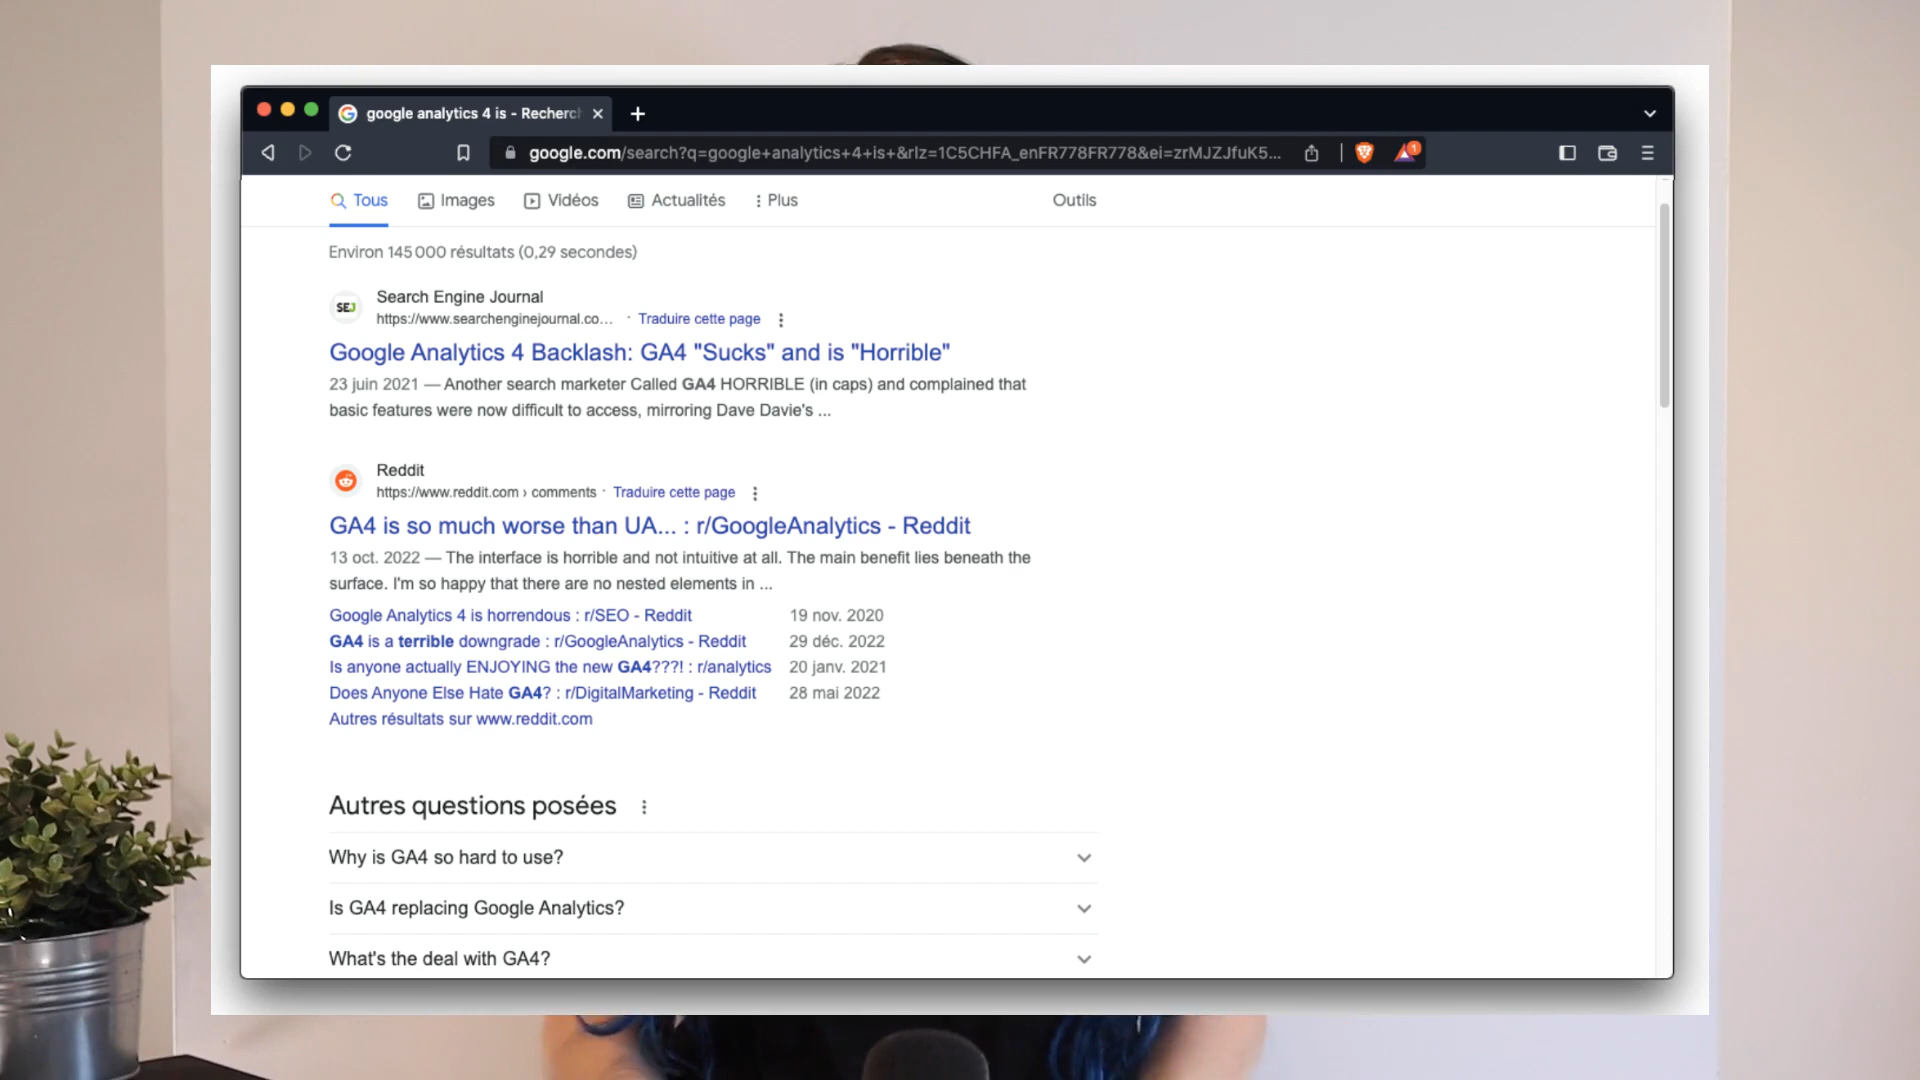 google analytics 4 is - Recherch
google.com/search?q=google+analytics+4+is+&rlz=1C5CHFA_enFR778FR778&ei=zrMJZJfuK5...
1
Tous Images Vidéos Actualités Plus Outils
Environ 145 000 résultats (0,29 secondes)
SEJ
Search Engine Journal
https://www.searchenginejournal.co... · Traduire cette page
Google Analytics 4 Backlash: GA4 "Sucks" and is "Horrible"
23 juin 2021 — Another search marketer Called GA4 HORRIBLE (in caps) and complained that
basic features were now difficult to access, mirroring Dave Davie's ...
Reddit
https://www.reddit.com › comments · Traduire cette page
GA4 is so much worse than UA... : r/GoogleAnalytics - Reddit
13 oct. 2022 — The interface is horrible and not intuitive at all. The main benefit lies beneath the
surface. I'm so happy that there are no nested elements in ...
Google Analytics 4 is horrendous : r/SEO - Reddit 19 nov. 2020
GA4 is a terrible downgrade : r/GoogleAnalytics - Reddit 29 déc. 2022
Is anyone actually ENJOYING the new GA4???! : r/analytics 20 janv. 2021
Does Anyone Else Hate GA4? : r/DigitalMarketing - Reddit 28 mai 2022
Autres résultats sur www.reddit.com
Autres questions posées
Why is GA4 so hard to use?
Is GA4 replacing Google Analytics?
What's the deal with GA4?